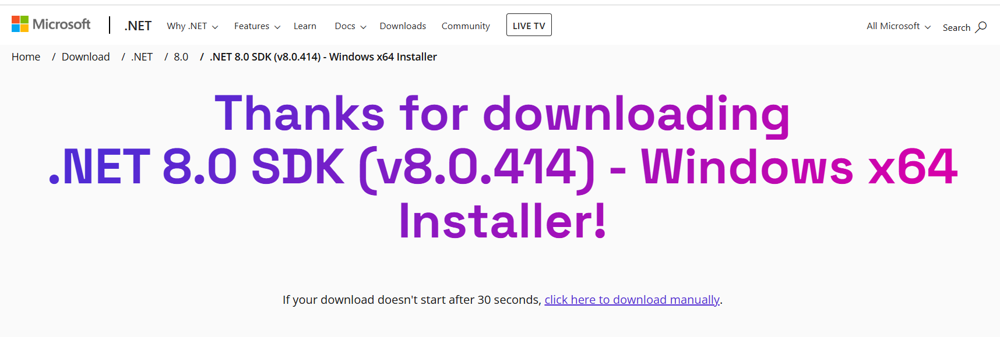 Microsoft .NET Why .NET Features Learn Docs Downloads Community LIVE TV All Microsoft Search
Home / Download / .NET / 8.0 / .NET 8.0 SDK (v8.0.414) - Windows x64 Installer
Thanks for downloading
.NET 8.0 SDK (v8.0.414) - Windows x64
Installer!
If your download doesn't start after 30 seconds, click here to download manually.